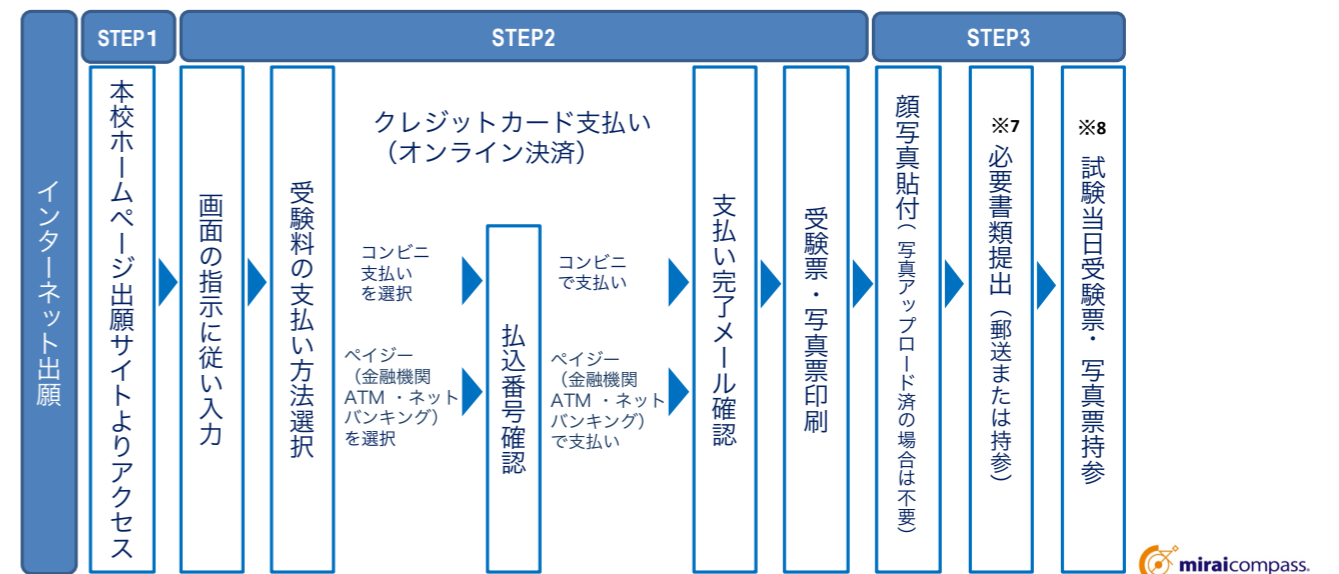 インターネット出願
STEP1
STEP2
STEP3
本校ホームページ出願サイトよりアクセス
画面の指示に従い入力
受験料の支払い方法選択
クレジットカード支払い
（オンライン決済）
コンビニ
支払い
を選択
ペイジー
（金融機関
ATM ・ネット
バンキング）
を選択
払込番号確認
コンビニ
で支払い
ペイジー
（金融機関
ATM ・ネット
バンキング）
で支払い
支払い完了メール確認
受験票・写真票印刷
顔写真貼付（写真アップロード済の場合は不要）
※7
必要書類提出（郵送または持参）
※8
試験当日受験票・写真票持参
miraicompass.